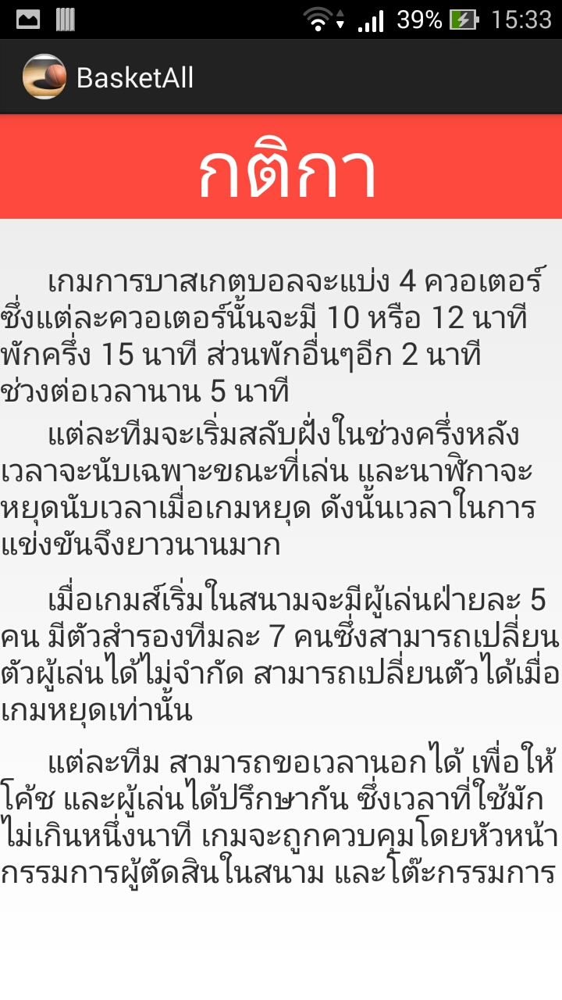 39% 15:33
BasketAll
กติกา
เกมการบาสเกตบอลจะแบ่ง 4 ควอเตอร์
ซึ่งแต่ละควอเตอร์นั้นจะมี 10 หรือ 12 นาที
พักครึ่ง 15 นาที ส่วนพักอื่นๆอีก 2 นาที
ช่วงต่อเวลานาน 5 นาที
แต่ละทีมจะเริ่มสลับฝั่งในช่วงครึ่งหลัง
เวลาจะนับเฉพาะขณะที่เล่น และนาฬิกาจะ
หยุดนับเวลาเมื่อเกมหยุด ดังนั้นเวลาในการ
แข่งขันจึงยาวนานมาก
เมื่อเกมส์เริ่มในสนามจะมีผู้เล่นฝ่ายละ 5
คน มีตัวสำรองทีมละ 7 คนซึ่งสามารถเปลี่ยน
ตัวผู้เล่นได้ไม่จำกัด สามารถเปลี่ยนตัวได้เมื่อ
เกมหยุดเท่านั้น
แต่ละทีม สามารถขอเวลานอกได้ เพื่อให้
โค้ช และผู้เล่นได้ปรึกษากัน ซึ่งเวลาที่ใช้มัก
ไม่เกินหนึ่งนาที เกมจะถูกควบคุมโดยหัวหน้า
กรรมการผู้ตัดสินในสนาม และโต๊ะกรรมการ